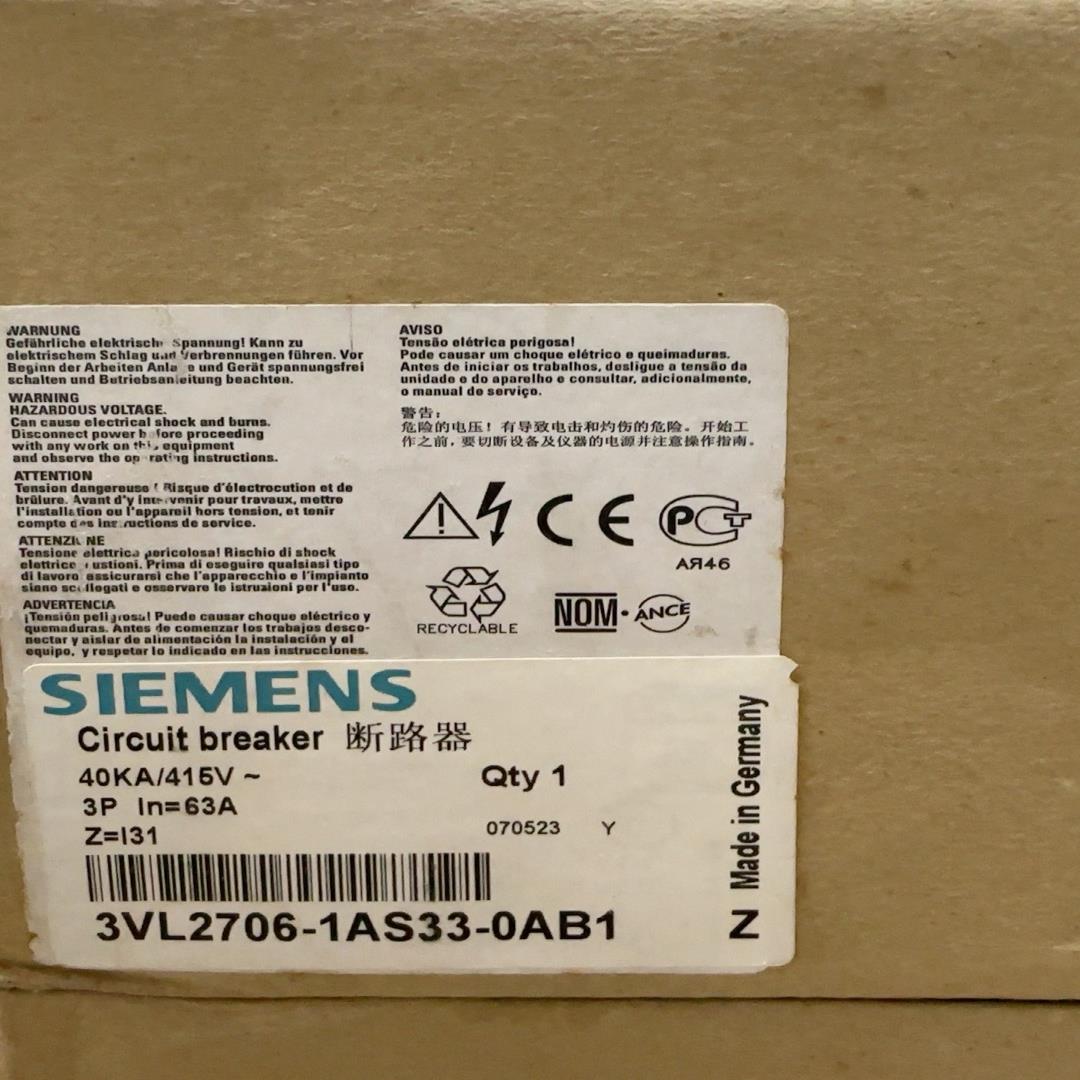 WARNUNG
Gefährliche elektrische Spannung! Kann zu
elektrischem Schlag und Verbrennungen führen. Vor
Beginn der Arbeiten Anlage und Gerät spannungsfrei
schalten und Betriebsanleitung beachten.
WARNING
HAZARDOUS VOLTAGE.
Can cause electrical shock and burns.
Disconnect power before proceeding
with any work on this equipment
and observe the operating instructions.
ATTENTION
Tension dangereuse ! Risque d'électrocution et de
brûlure. Avant d'y intervenir pour travaux, mettre
l'installation ou l'appareil hors tension, et tenir
compte des instructions de service.
ATTENZIONE
Tensione elettrica pericolosa! Rischio di shock
elettrico ustioni. Prima di eseguire qualsiasi tipo
di lavoro assicurarsi che l'apparecchio e l'impianto
siano scollegati e osservare le istruzioni per l'uso.
ADVERTENCIA
¡Tensión peligrosa! Puede causar choque eléctrico y
quemaduras. Antes de comenzar los trabajos desco-
nectar y aislar de alimentación la instalación y el
equipo, y respetar lo indicado en las instrucciones.
AVISO
Tensão elétrica perigosa!
Pode causar um choque elétrico e queimaduras.
Antes de iniciar os trabalhos, desligue a tensão da
unidade e do aparelho e consultar, adicionalmente,
o manual de serviço.
警告：
危险的电压！有导致电击和灼伤的危险。开始工
作之前，要切断设备及仪器的电源并注意操作指南。
CE
PCT
АЯ46
RECYCLABLE
NOM · ANCE
SIEMENS
Circuit breaker 断路器
40KA/415V ~
Qty 1
3P In=63A
Z=I31
070523 Y
3VL2706-1AS33-0AB1
Made in Germany
Z